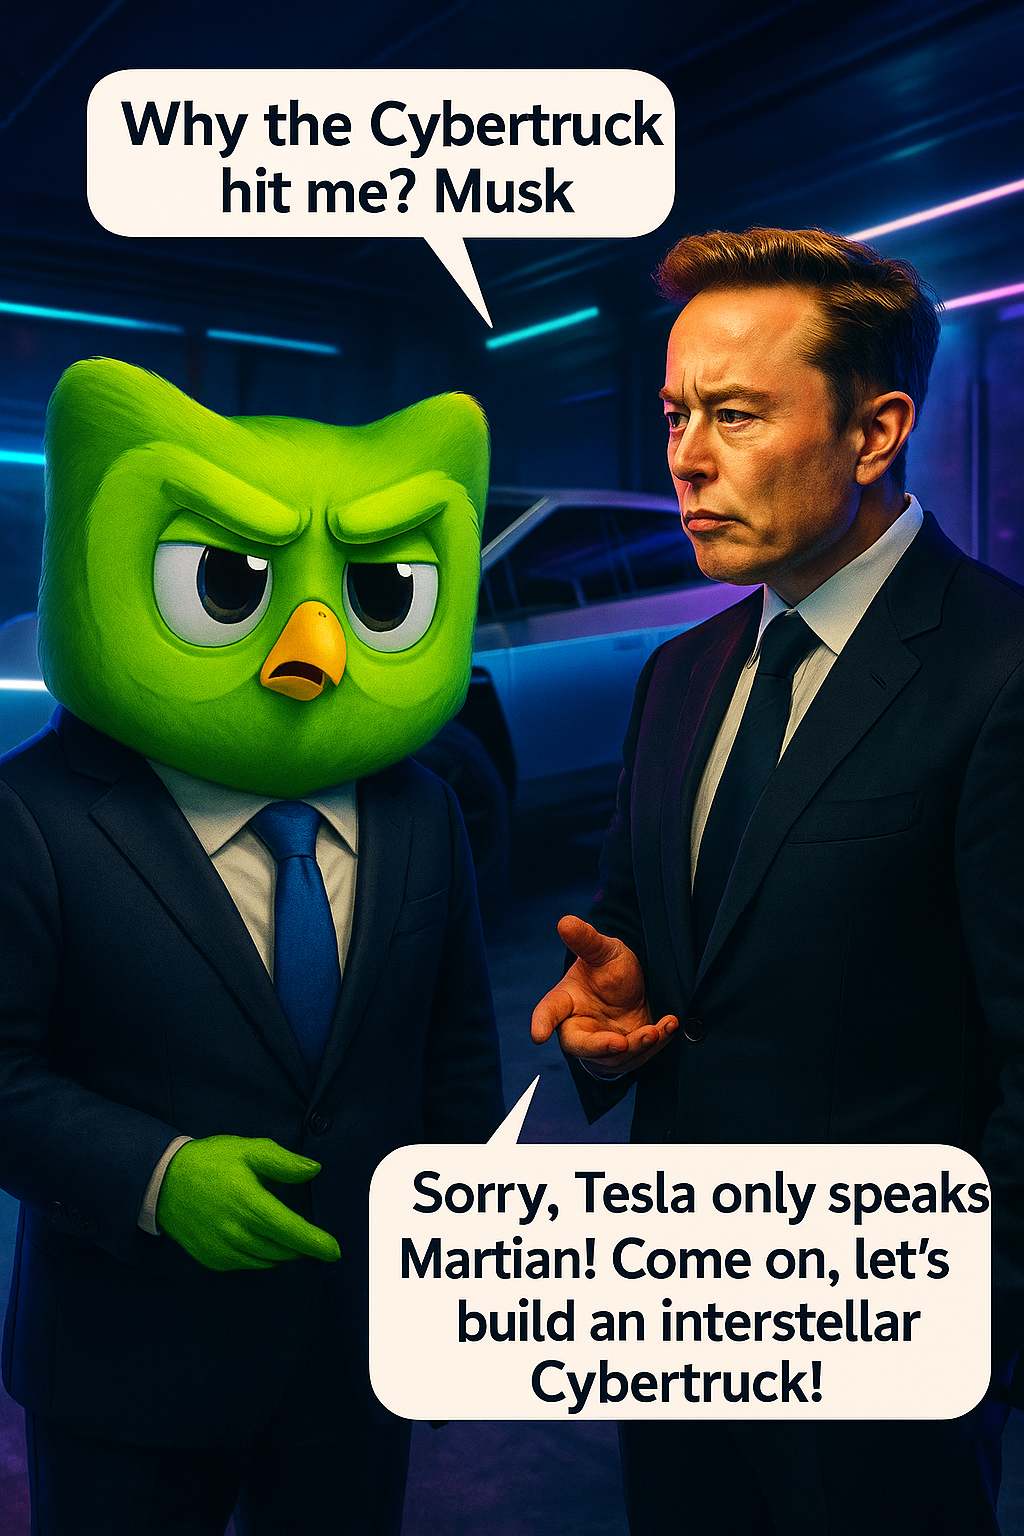 Why the Cybertruck
hit me? Musk
Sorry, Tesla only speaks
Martian! Come on, let's
build an interstellar
Cybertruck!